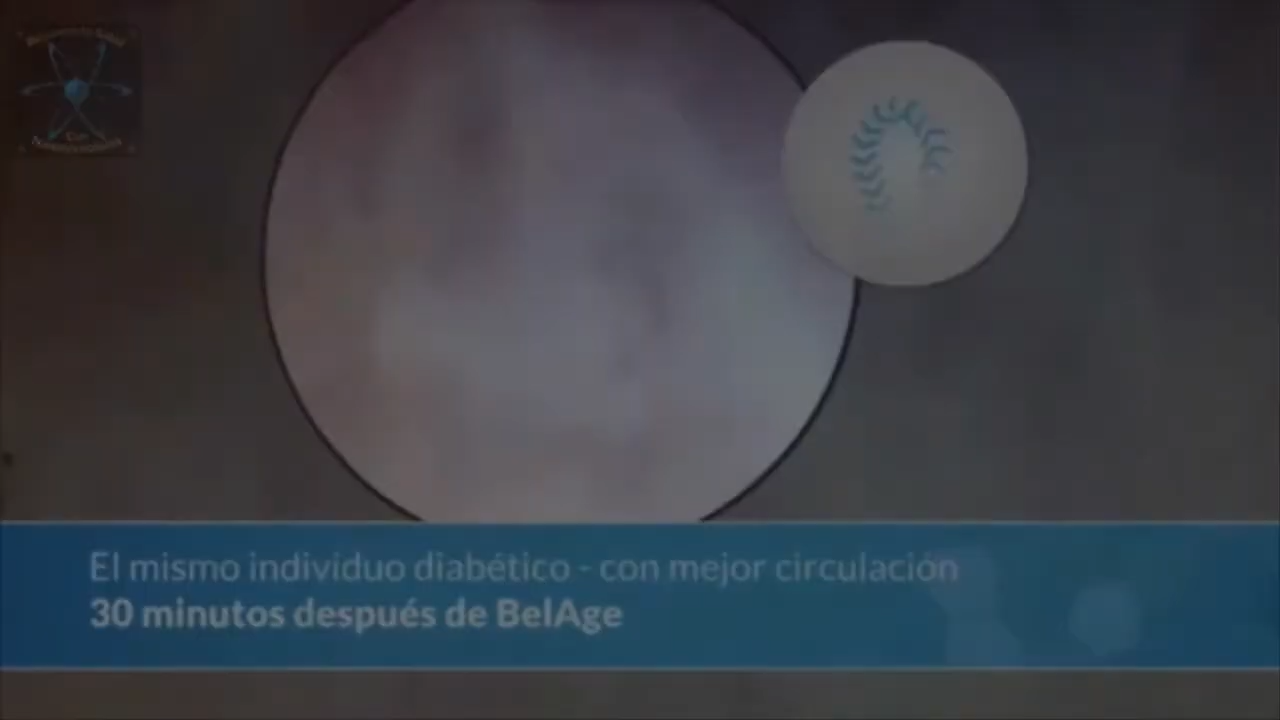 El mismo individuo diabético - con mejor circulación
30 minutos después de BelAge